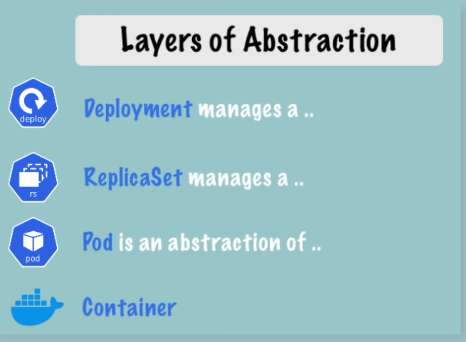 Layers of Abstraction
deploy
Deployment manages a ..
rs
ReplicaSet manages a ..
pod
Pod is an abstraction of ..
Container